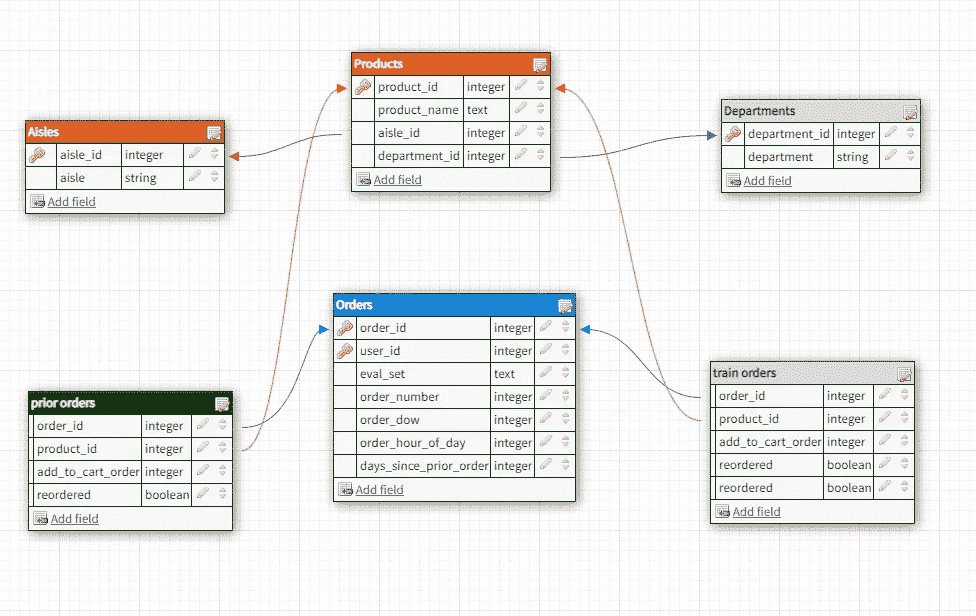 Products
product_id integer
product_name text
aisle_id integer
department_id integer
Add field
Aisles
aisle_id integer
aisle string
Add field
Departments
department_id integer
department string
Add field
Orders
order_id integer
user_id integer
eval_set text
order_number integer
order_dow integer
order_hour_of_day integer
days_since_prior_order integer
Add field
prior orders
order_id integer
product_id integer
add_to_cart_order integer
reordered boolean
Add field
train orders
order_id integer
product_id integer
add_to_cart_order integer
reordered boolean
reordered boolean
Add field